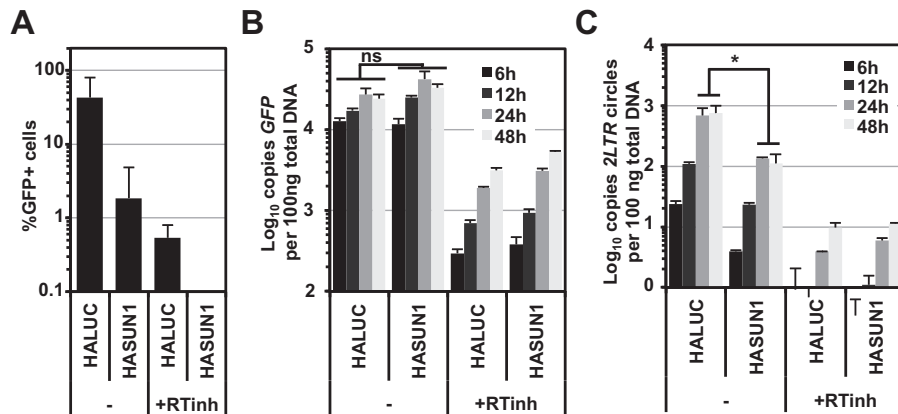 A
%GFP+ cells
100
10
1
0.1
HALUC
HASUN1
HALUC
HASUN1
-
+RTinh
B
Log10 copies GFP
per 100ng total DNA
5
4
3
2
ns
6h
12h
24h
48h
HALUC
HASUN1
HALUC
HASUN1
-
+RTinh
C
Log10 copies 2LTR circles
per 100 ng total DNA
4
3
2
1
0
*
6h
12h
24h
48h
HALUC
HASUN1
HALUC
HASUN1
-
+RTinh